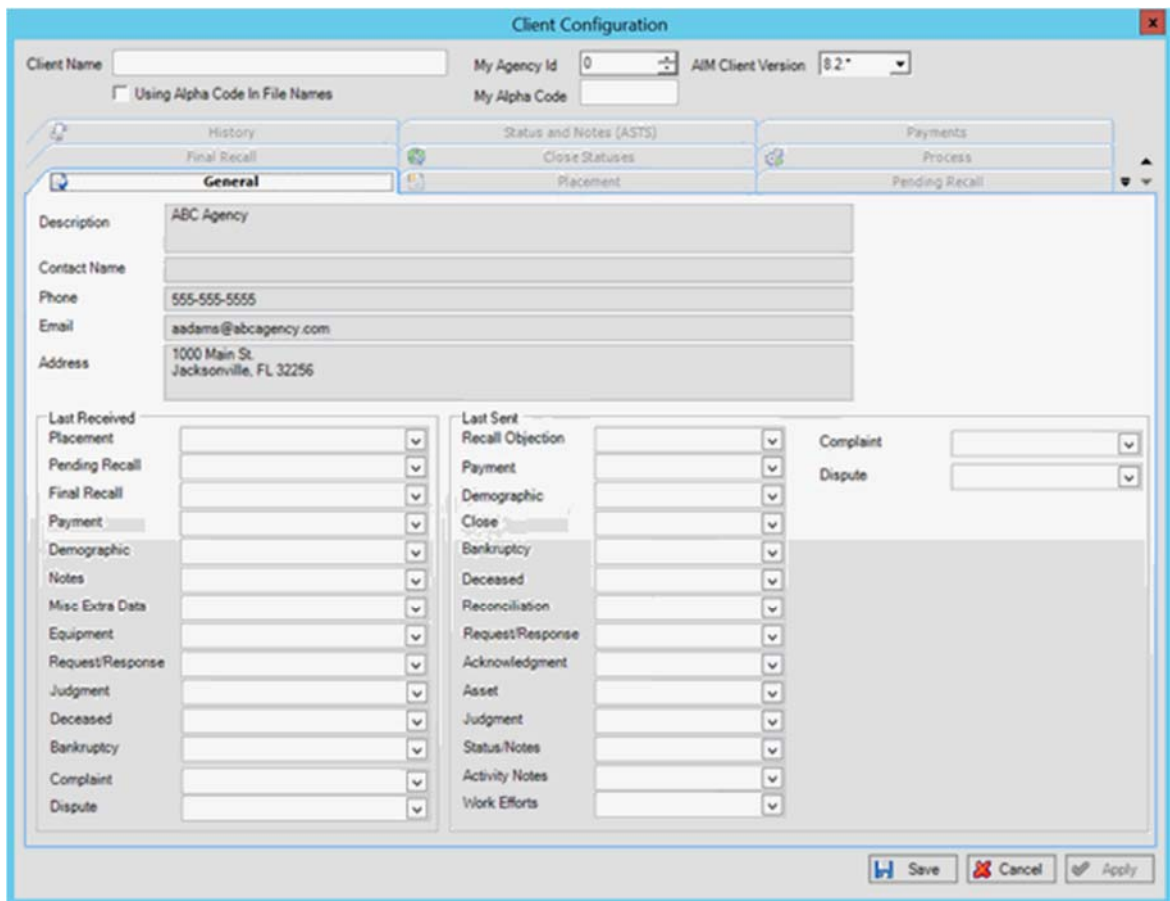 Client Configuration
x
Client Name My Agency Id 0 AIM Client Version 8.2.*
Using Alpha Code In File Names My Alpha Code
History Status and Notes (ASTS) Payments
Final Recall Close Statuses Process
General Placement Pending Recall
Description ABC Agency
Contact Name
Phone 555-555-5555
Email aadams@abcagency.com
Address 1000 Main St.
Jacksonville, FL 32256
Last Received
Placement
Pending Recall
Final Recall
Payment
Demographic
Notes
Misc Extra Data
Equipment
Request/Response
Judgment
Deceased
Bankruptcy
Complaint
Dispute
Last Sent
Recall Objection
Payment
Demographic
Close
Bankruptcy
Deceased
Reconciliation
Request/Response
Acknowledgment
Asset
Judgment
Status/Notes
Activity Notes
Work Efforts
Complaint
Dispute
Save Cancel Apply